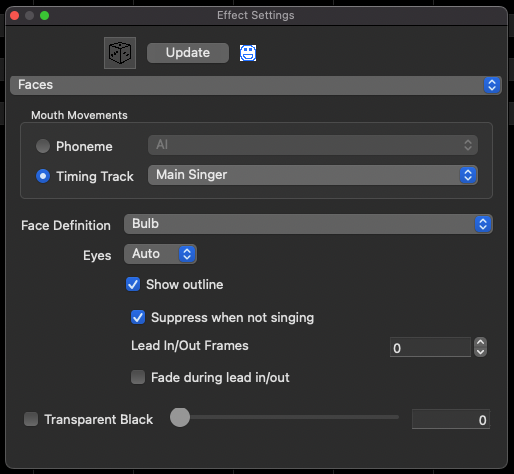 Effect Settings
Update
Faces
Mouth Movements
Phoneme AI
Timing Track Main Singer
Face Definition Bulb
Eyes Auto
Show outline
Suppress when not singing
Lead In/Out Frames 0
Fade during lead in/out
Transparent Black 0